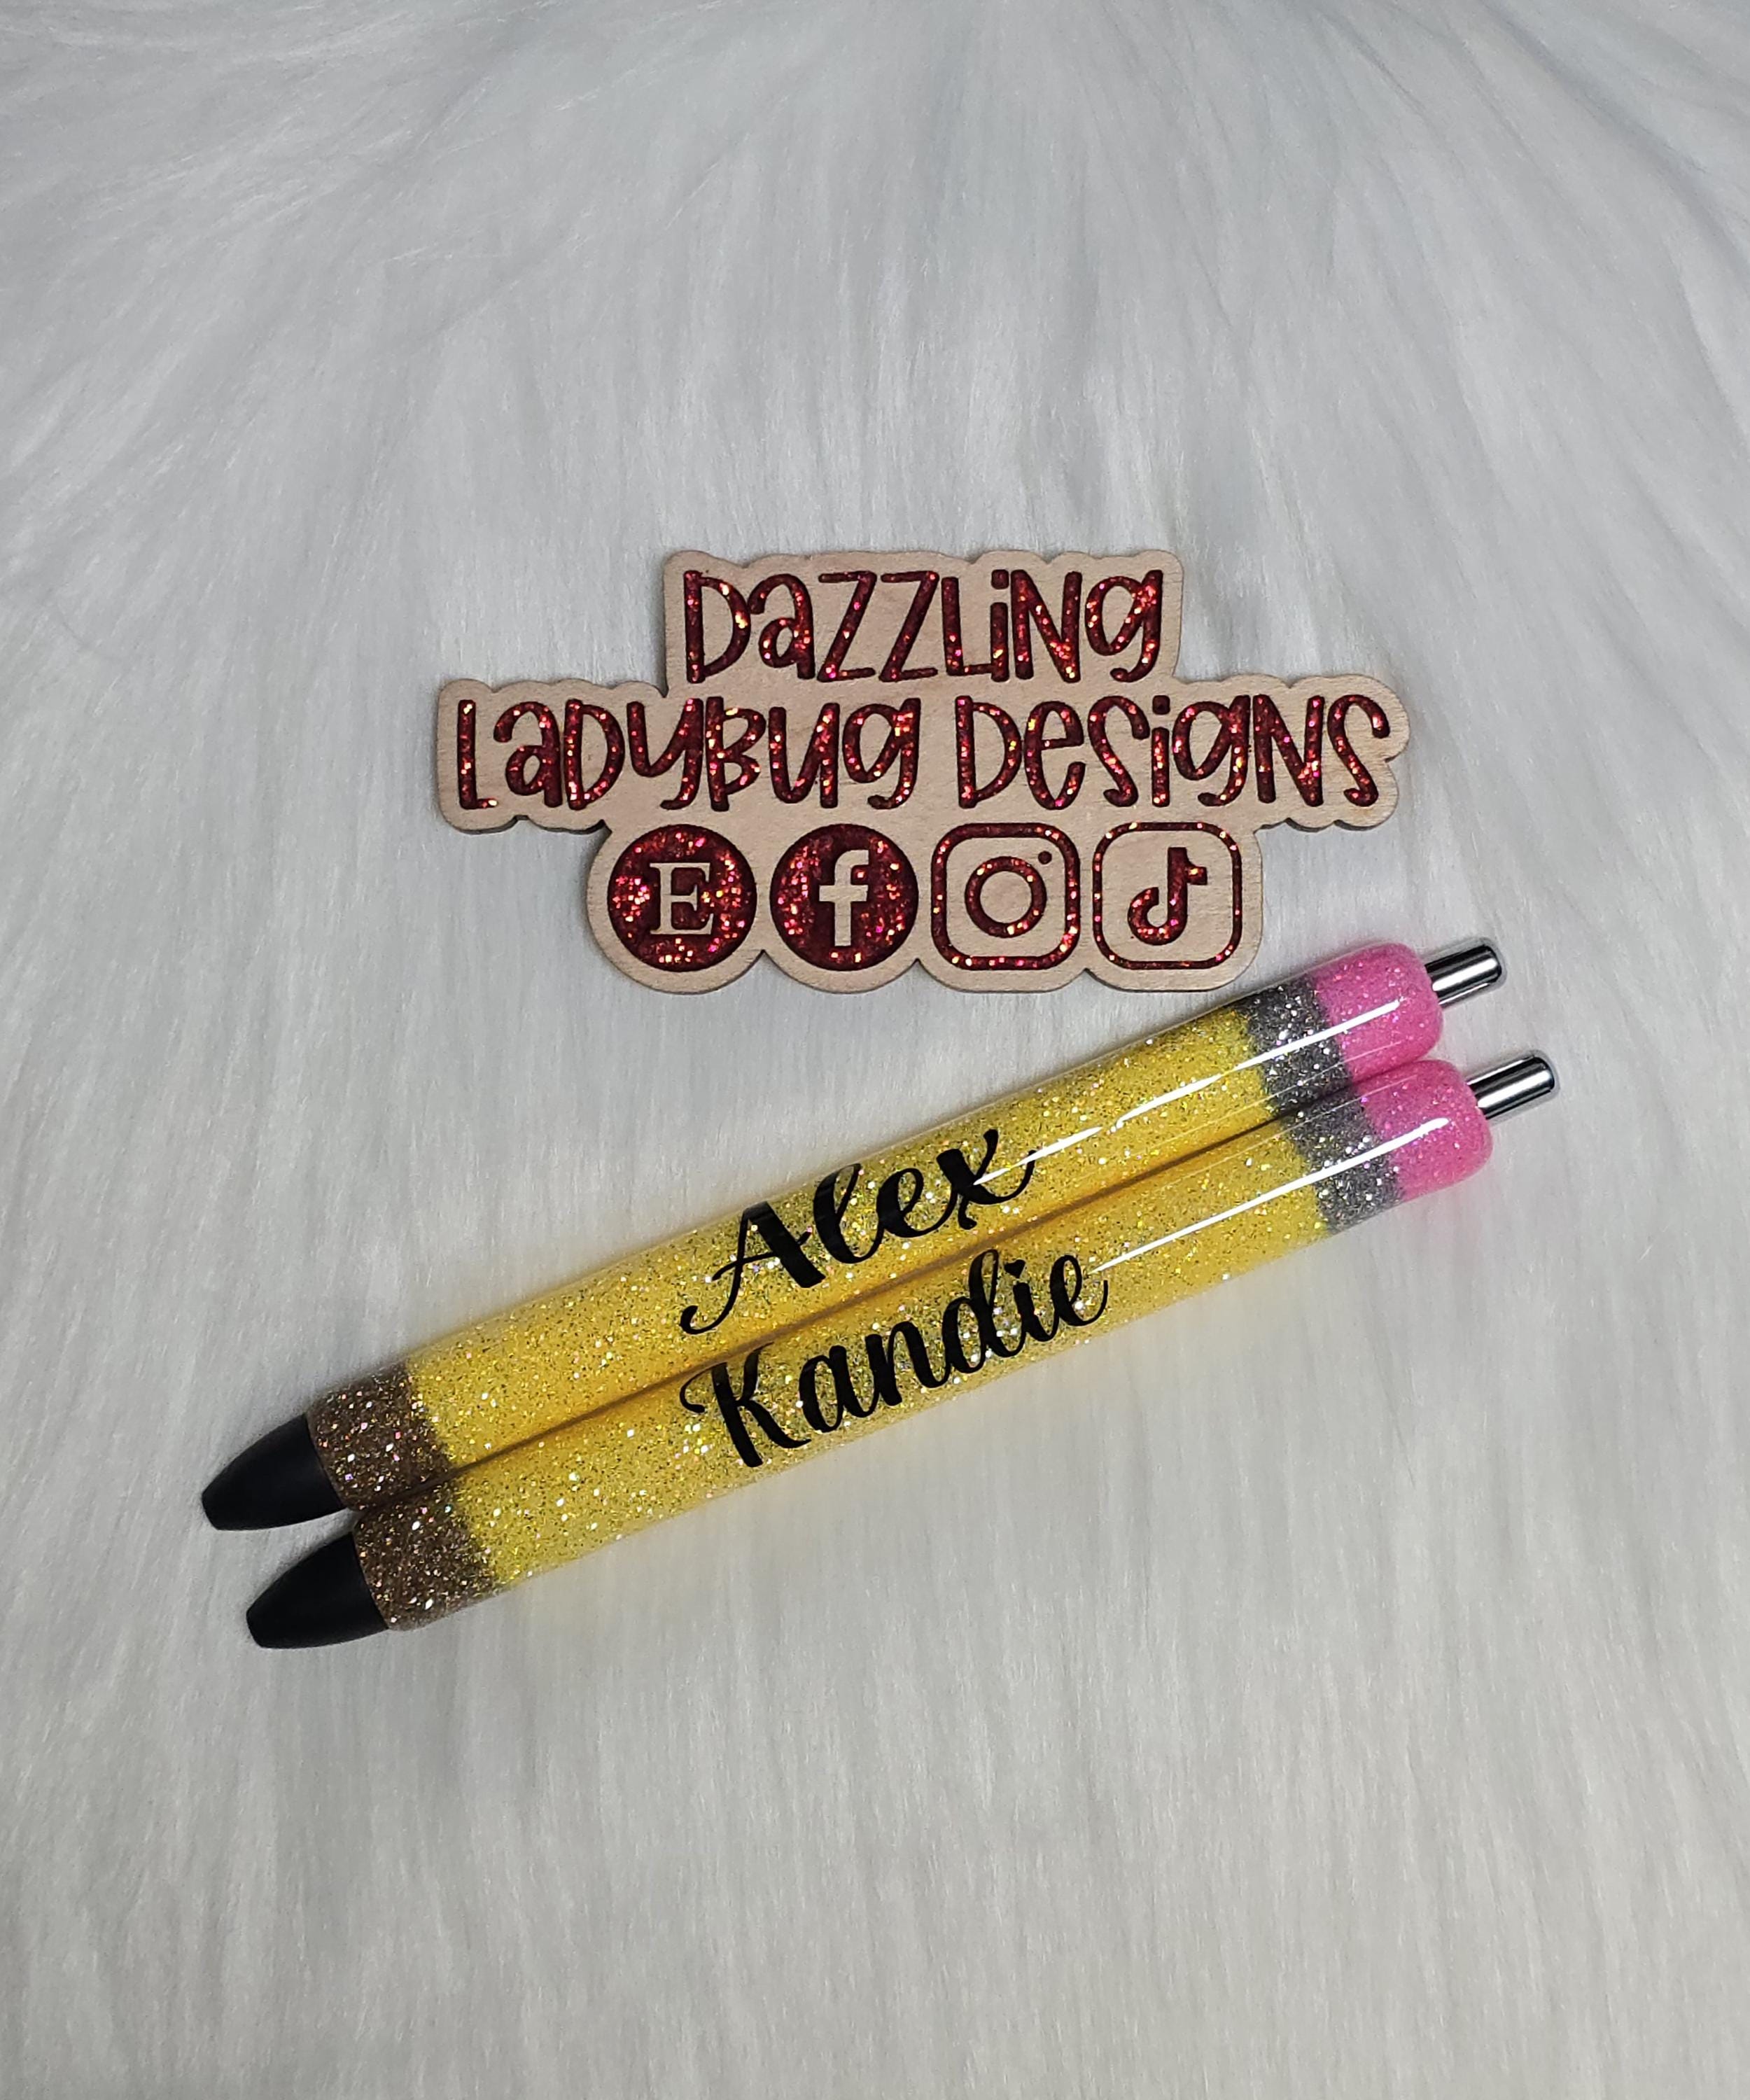 Dazzling
Ladybug Designs
E f
Alex
Kandie